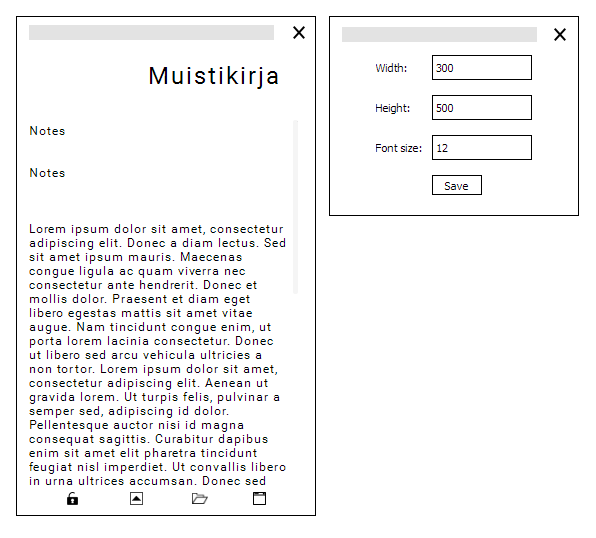 Muistikirja
Notes
Notes
Lorem ipsum dolor sit amet, consectetur
adipiscing elit. Donec a diam lectus. Sed
sit amet ipsum mauris. Maecenas
congue ligula ac quam viverra nec
consectetur ante hendrerit. Donec et
mollis dolor. Praesent et diam eget
libero egestas mattis sit amet vitae
augue. Nam tincidunt congue enim, ut
porta lorem lacinia consectetur. Donec
ut libero sed arcu vehicula ultricies a
non tortor. Lorem ipsum dolor sit amet,
consectetur adipiscing elit. Aenean ut
gravida lorem. Ut turpis felis, pulvinar a
semper sed, adipiscing id dolor.
Pellentesque auctor nisi id magna
consequat sagittis. Curabitur dapibus
enim sit amet elit pharetra tincidunt
feugiat nisl imperdiet. Ut convallis libero
in urna ultrices accumsan. Donec sed
Width: 300
Height: 500
Font size: 12
Save